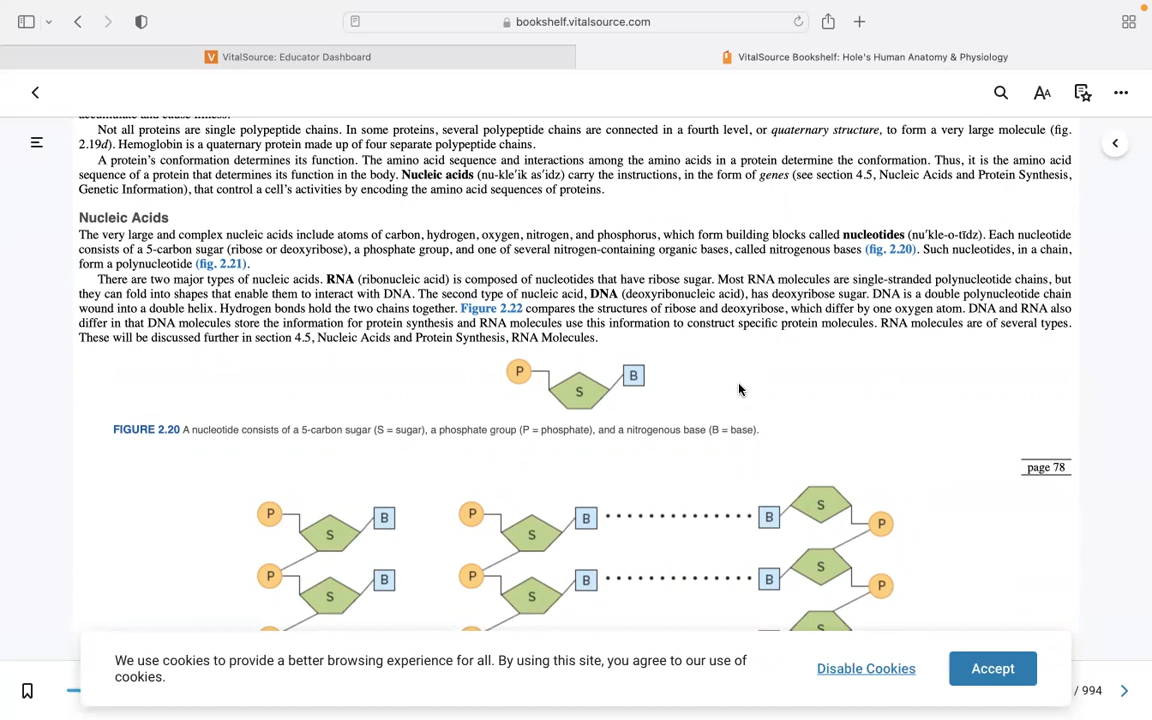 bookshelf.vitalsource.com
VitalSource: Educator Dashboard
VitalSource Bookshelf: Hole's Human Anatomy & Physiology
AA
Not all proteins are single polypeptide chains. In some proteins, several polypeptide chains are connected in a fourth level, or quaternary structure, to form a very large molecule (fig.
2.19d). Hemoglobin is a quaternary protein made up of four separate polypeptide chains.
A protein's conformation determines its function. The amino acid sequence and interactions among the amino acids in a protein determine the conformation. Thus, it is the amino acid
sequence of a protein that determines its function in the body. Nucleic acids (nu-kle′ik as′idz) carry the instructions, in the form of genes (see section 4.5, Nucleic Acids and Protein Synthesis,
Genetic Information), that control a cell's activities by encoding the amino acid sequences of proteins.
Nucleic Acids
The very large and complex nucleic acids include atoms of carbon, hydrogen, oxygen, nitrogen, and phosphorus, which form building blocks called nucleotides (nu′kle-o-tīdz). Each nucleotide
consists of a 5-carbon sugar (ribose or deoxyribose), a phosphate group, and one of several nitrogen-containing organic bases, called nitrogenous bases (fig. 2.20). Such nucleotides, in a chain,
form a polynucleotide (fig. 2.21).
There are two major types of nucleic acids. RNA (ribonucleic acid) is composed of nucleotides that have ribose sugar. Most RNA molecules are single-stranded polynucleotide chains, but
they can fold into shapes that enable them to interact with DNA. The second type of nucleic acid, DNA (deoxyribonucleic acid), has deoxyribose sugar. DNA is a double polynucleotide chain
wound into a double helix. Hydrogen bonds hold the two chains together. Figure 2.22 compares the structures of ribose and deoxyribose, which differ by one oxygen atom. DNA and RNA also
differ in that DNA molecules store the information for protein synthesis and RNA molecules use this information to construct specific protein molecules. RNA molecules are of several types.
These will be discussed further in section 4.5, Nucleic Acids and Protein Synthesis, RNA Molecules.
P S B
FIGURE 2.20 A nucleotide consists of a 5-carbon sugar (S = sugar), a phosphate group (P = phosphate), and a nitrogenous base (B = base).
page 78
P S B P S B B S P
P S B P S B B S P
S
We use cookies to provide a better browsing experience for all. By using this site, you agree to our use of
cookies.
Disable Cookies
Accept
/ 994